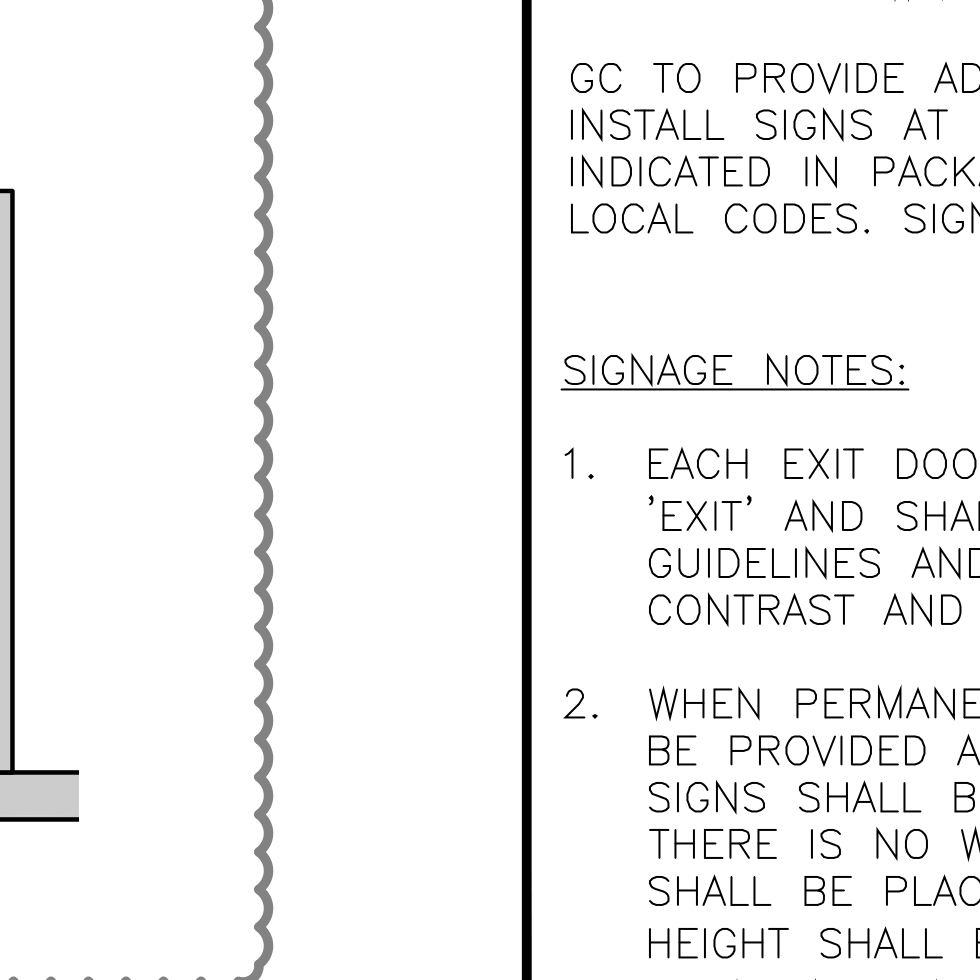 GC TO PROVIDE AD
INSTALL SIGNS AT
INDICATED IN PACK
LOCAL CODES. SIGN
SIGNAGE NOTES:
1. EACH EXIT DOO
'EXIT' AND SHA
GUIDELINES AND
CONTRAST AND
2. WHEN PERMANE
BE PROVIDED A
SIGNS SHALL B
THERE IS NO W
SHALL BE PLAC
HEIGHT SHALL